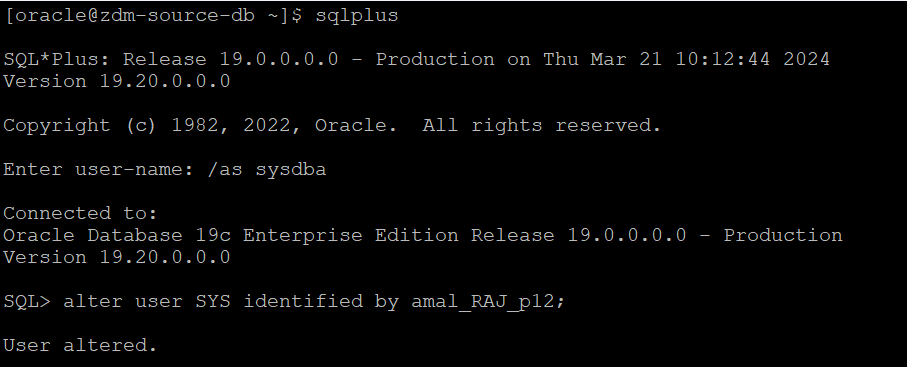 [oracle@zdm-source-db ~]$ sqlplus
SQL*Plus: Release 19.0.0.0.0 - Production on Thu Mar 21 10:12:44 2024
Version 19.20.0.0.0
Copyright (c) 1982, 2022, Oracle.  All rights reserved.
Enter user-name: /as sysdba
Connected to:
Oracle Database 19c Enterprise Edition Release 19.0.0.0.0 - Production
Version 19.20.0.0.0
SQL> alter user SYS identified by amal_RAJ_p12;
User altered.